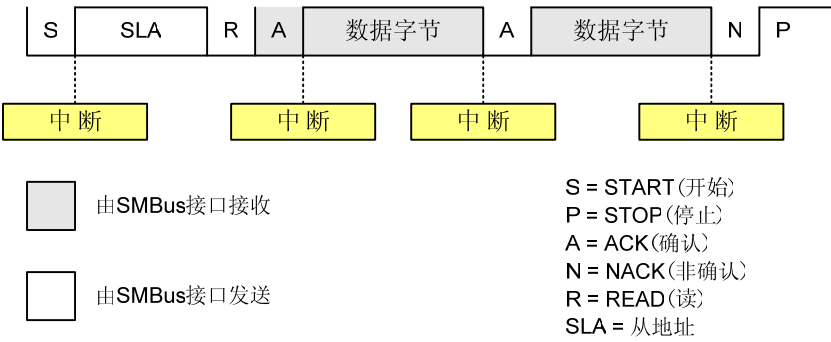 S SLA R A 数据字节 A 数据字节 N P
中断 中断 中断 中断
由SMBus接口接收
由SMBus接口发送
S = START(开始)
P = STOP(停止)
A = ACK(确认)
N = NACK(非确认)
R = READ(读)
SLA = 从地址